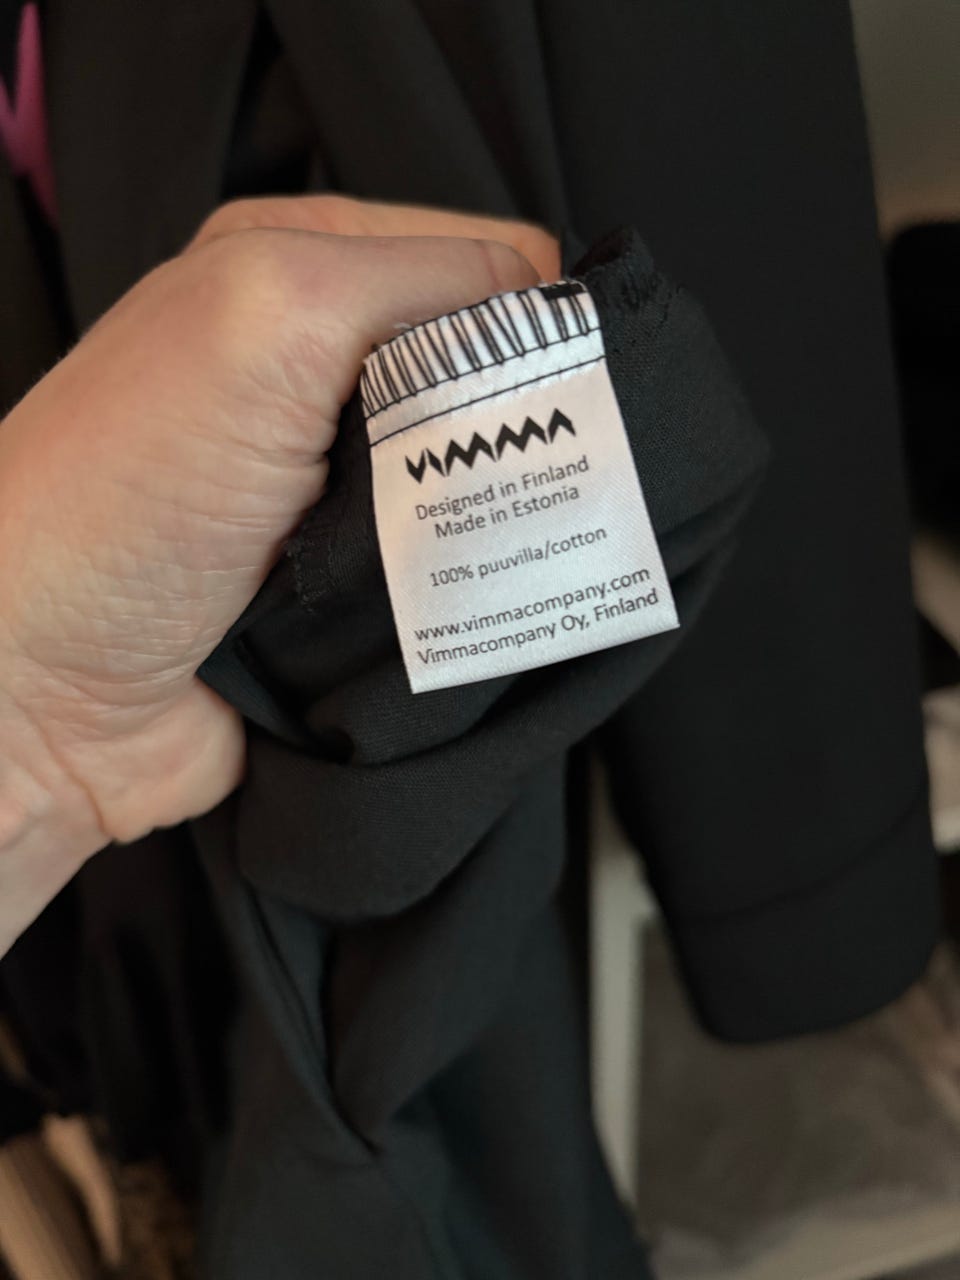 VIMMA
Designed in Finland
Made in Estonia
100% puuvilla/cotton
www.vimmacompany.com
Vimmacompany Oy, Finland